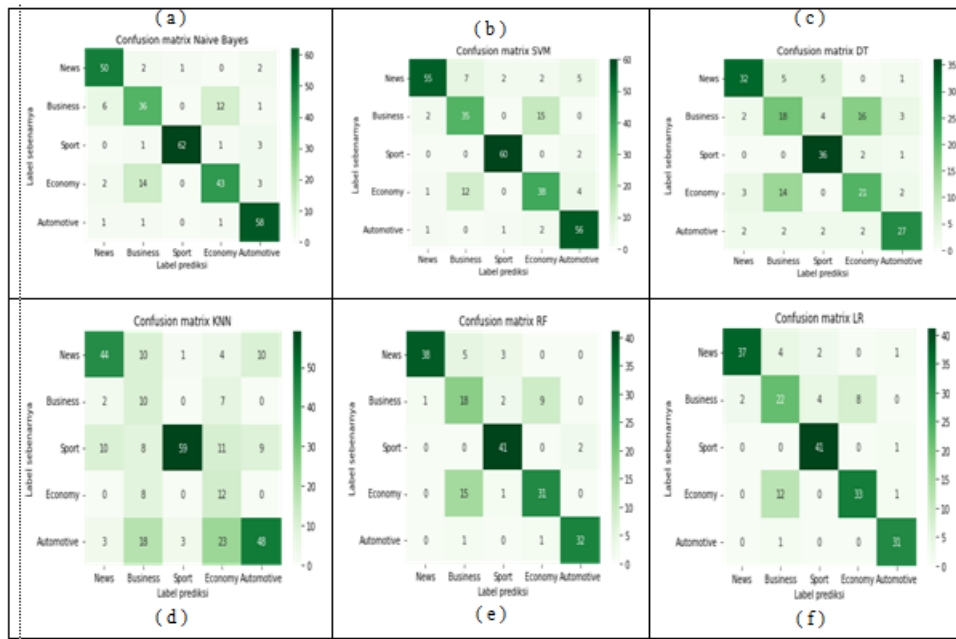 ( a )
Confusion matrix Naive Bayes
Label sebenarnya
News 50 2 1 0 2
Business 6 36 0 12 1
Sport 0 1 62 1 3
Economy 2 14 0 43 3
Automotive 1 1 0 1 58
News Business Sport Economy Automotive
Label prediksi
60
50
40
30
20
10
0
( b )
Confusion matrix SVM
Label sebenarnya
News 55 7 2 2 5
Business 2 35 0 15 0
Sport 0 0 60 0 2
Economy 1 12 0 38 4
Automotive 1 0 1 2 56
News Business Sport Economy Automotive
Label prediksi
60
50
40
30
20
10
0
( c )
Confusion matrix DT
Label sebenarnya
News 32 5 5 0 1
Business 2 18 4 16 3
Sport 0 0 36 2 1
Economy 3 14 0 21 2
Automotive 2 2 2 2 27
News Business Sport Economy Automotive
Label prediksi
35
30
25
20
15
10
5
0
Confusion matrix KNN
Label sebenarnya
News 44 10 1 4 10
Business 2 10 0 7 0
Sport 10 8 59 11 9
Economy 0 8 0 12 0
Automotive 3 18 3 23 48
News Business Sport Economy Automotive
Label prediksi
50
40
30
20
10
0
( d )
Confusion matrix RF
Label sebenarnya
News 38 5 3 0 0
Business 1 18 2 9 0
Sport 0 0 41 0 2
Economy 0 15 1 31 0
Automotive 0 1 0 1 32
News Business Sport Economy Automotive
Label prediksi
40
35
30
25
20
15
10
5
0
( e )
Confusion matrix LR
Label sebenarnya
News 37 4 2 0 1
Business 2 22 4 8 0
Sport 0 0 41 0 1
Economy 0 12 0 33 1
Automotive 0 1 0 0 31
News Business Sport Economy Automotive
Label prediksi
40
35
30
25
20
15
10
5
0
( f )